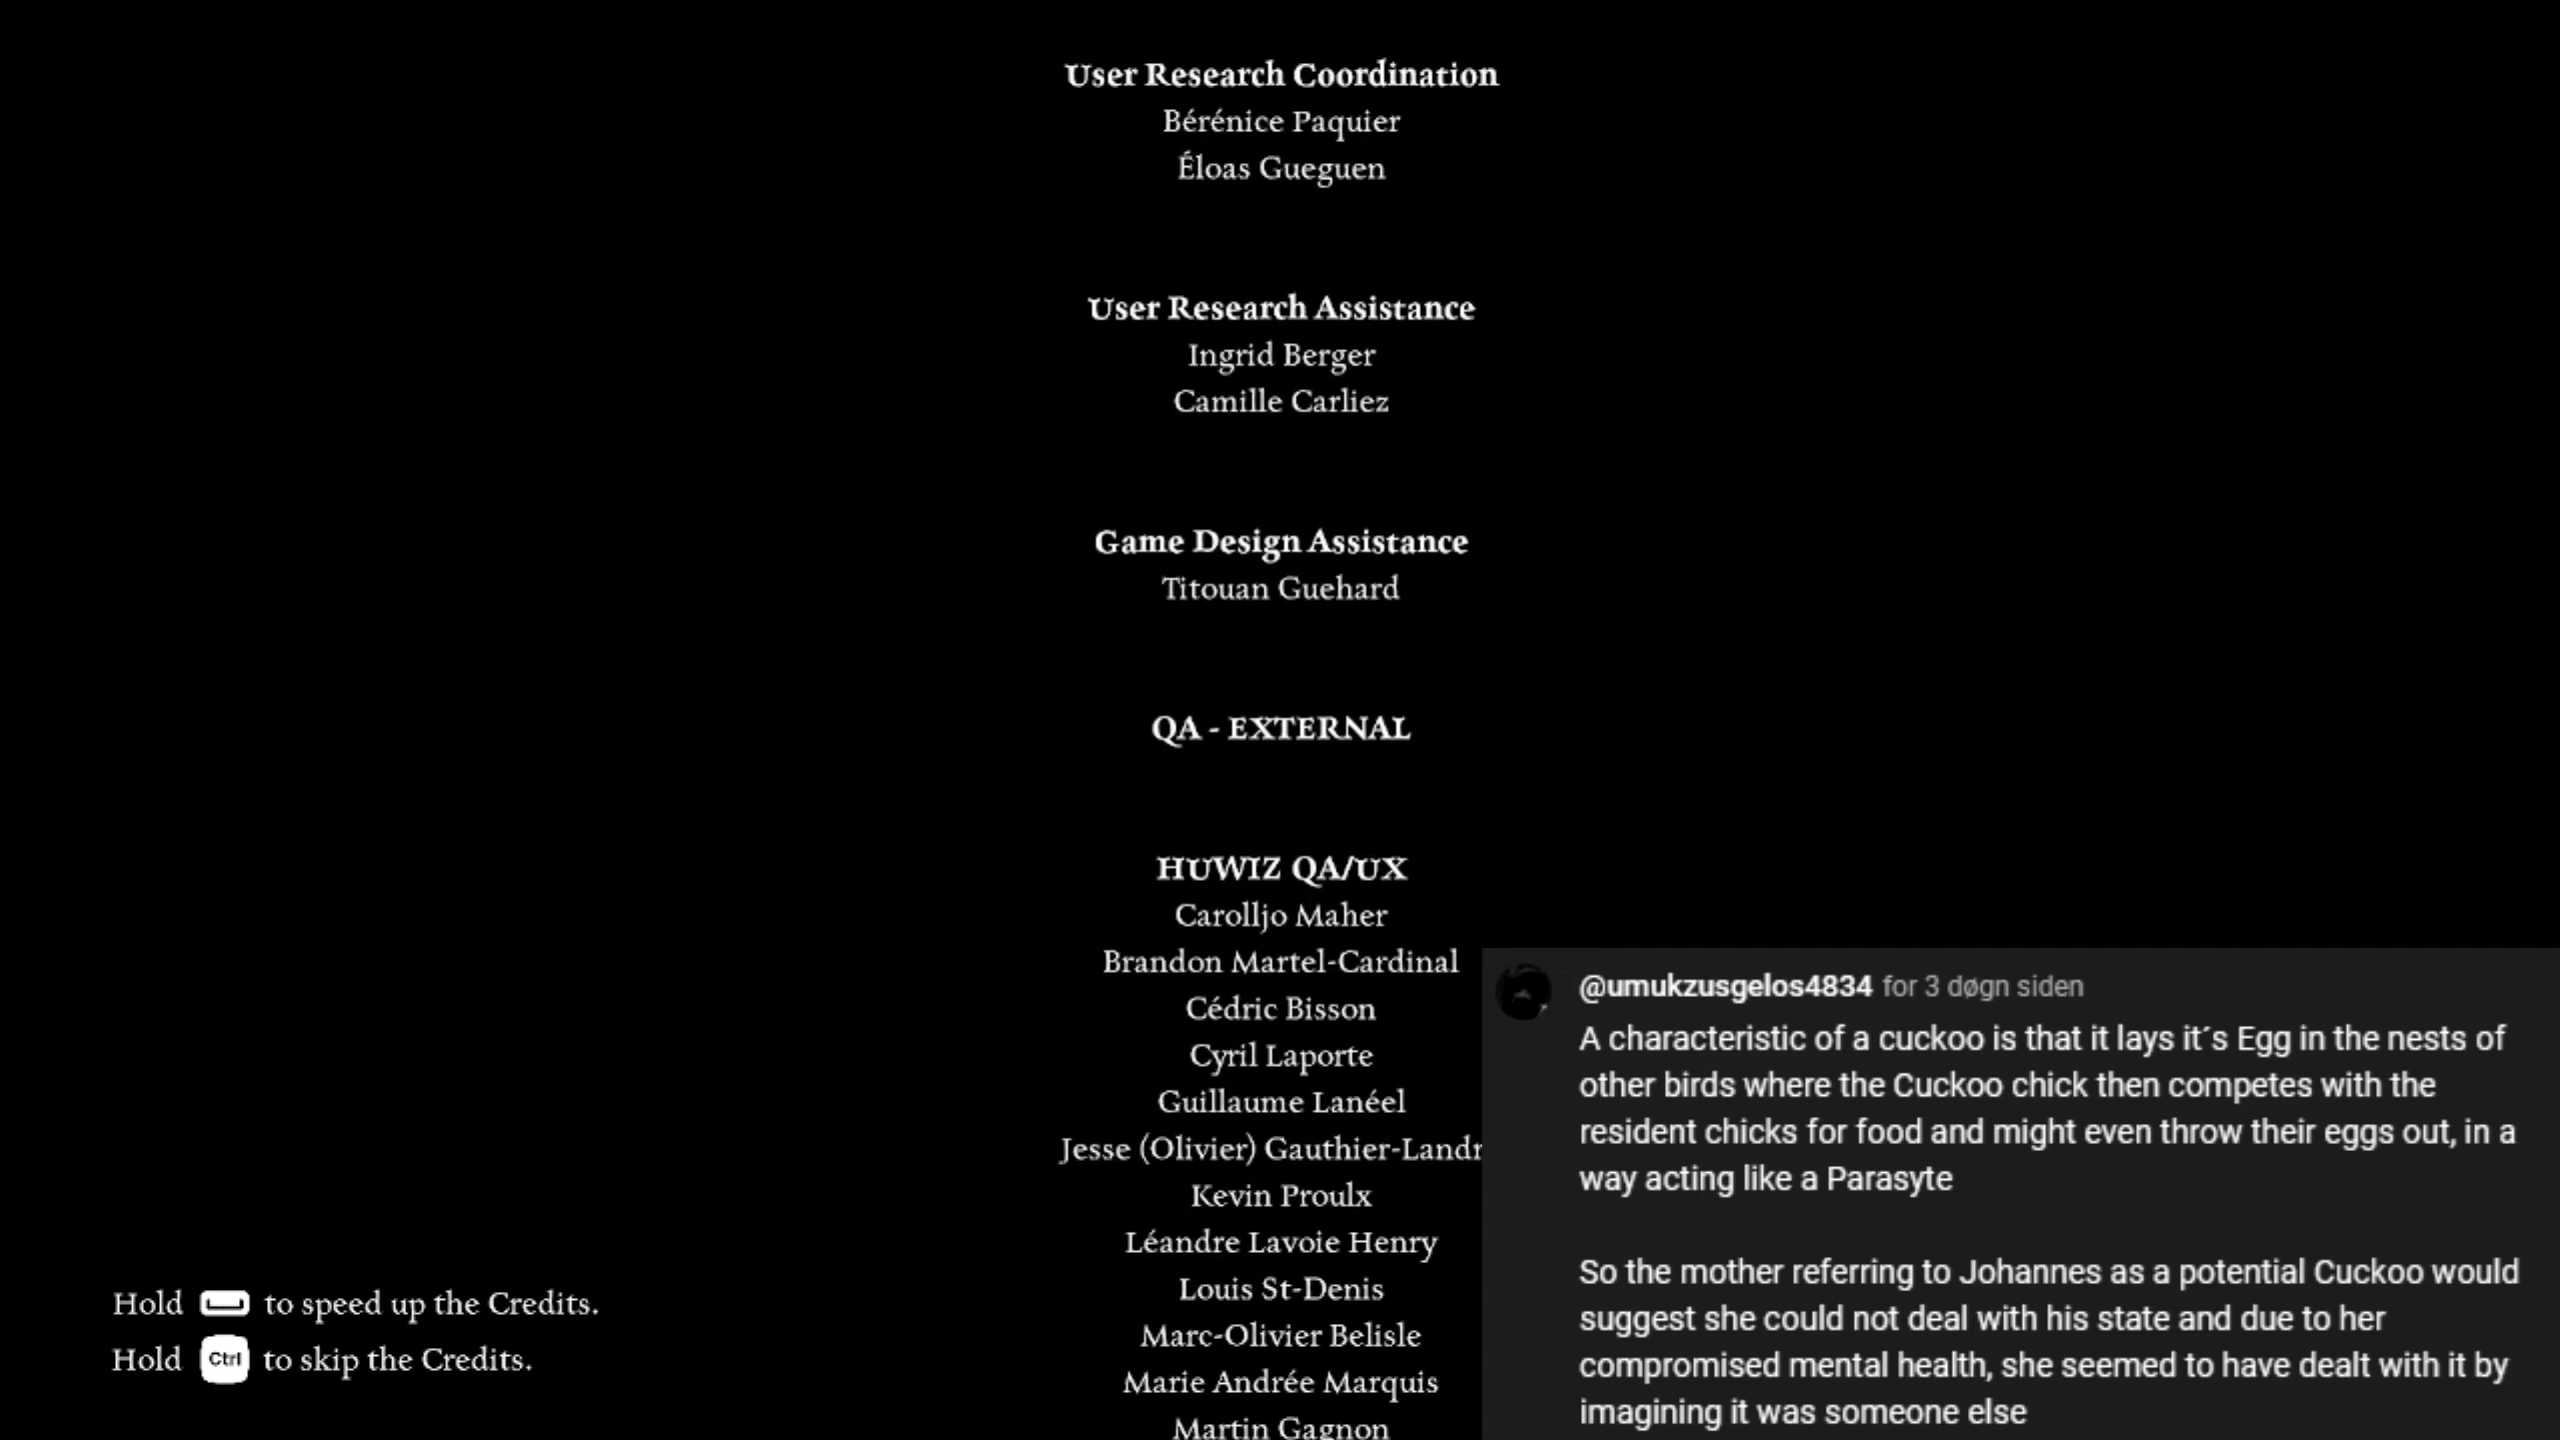 User Research Coordination
Bérénice Paquier
Éloas Gueguen
User Research Assistance
Ingrid Berger
Camille Carliez
Game Design Assistance
Titouan Guehard
QA - EXTERNAL
HUWIZ QA/UX
Carolljo Maher
Brandon Martel-Cardinal
Cédric Bisson
Cyril Laporte
Guillaume Lanéel
Jesse (Olivier) Gauthier-Landr
Kevin Proulx
Léandre Lavoie Henry
Louis St-Denis
Marc-Olivier Belisle
Marie Andrée Marquis
Martin Gagnon
Hold to speed up the Credits.
Hold Ctrl to skip the Credits.
@umukzusgelos4834 for 3 døgn siden
A characteristic of a cuckoo is that it lays it´s Egg in the nests of
other birds where the Cuckoo chick then competes with the
resident chicks for food and might even throw their eggs out, in a
way acting like a Parasyte
So the mother referring to Johannes as a potential Cuckoo would
suggest she could not deal with his state and due to her
compromised mental health, she seemed to have dealt with it by
imagining it was someone else